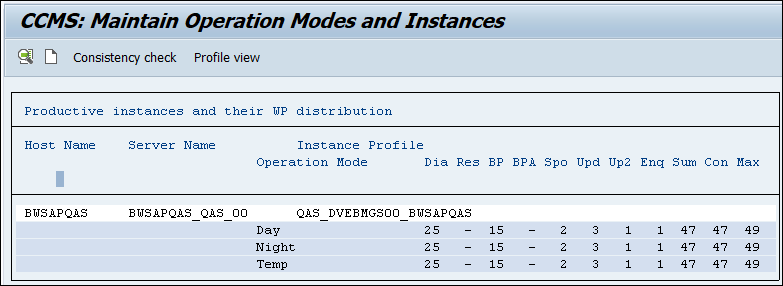 CCMS: Maintain Operation Modes and Instances
Consistency check Profile view
Productive instances and their WP distribution
Host Name Server Name Instance Profile
Operation Mode Dia Res BP BPA Spo Upd Up2 Enq Sum Con Max
BWSAPQAS BWSAPQAS_QAS_00 QAS_DVEBMGS00_BWSAPQAS
Day 25 - 15 - 2 3 1 1 47 47 49
Night 25 - 15 - 2 3 1 1 47 47 49
Temp 25 - 15 - 2 3 1 1 47 47 49